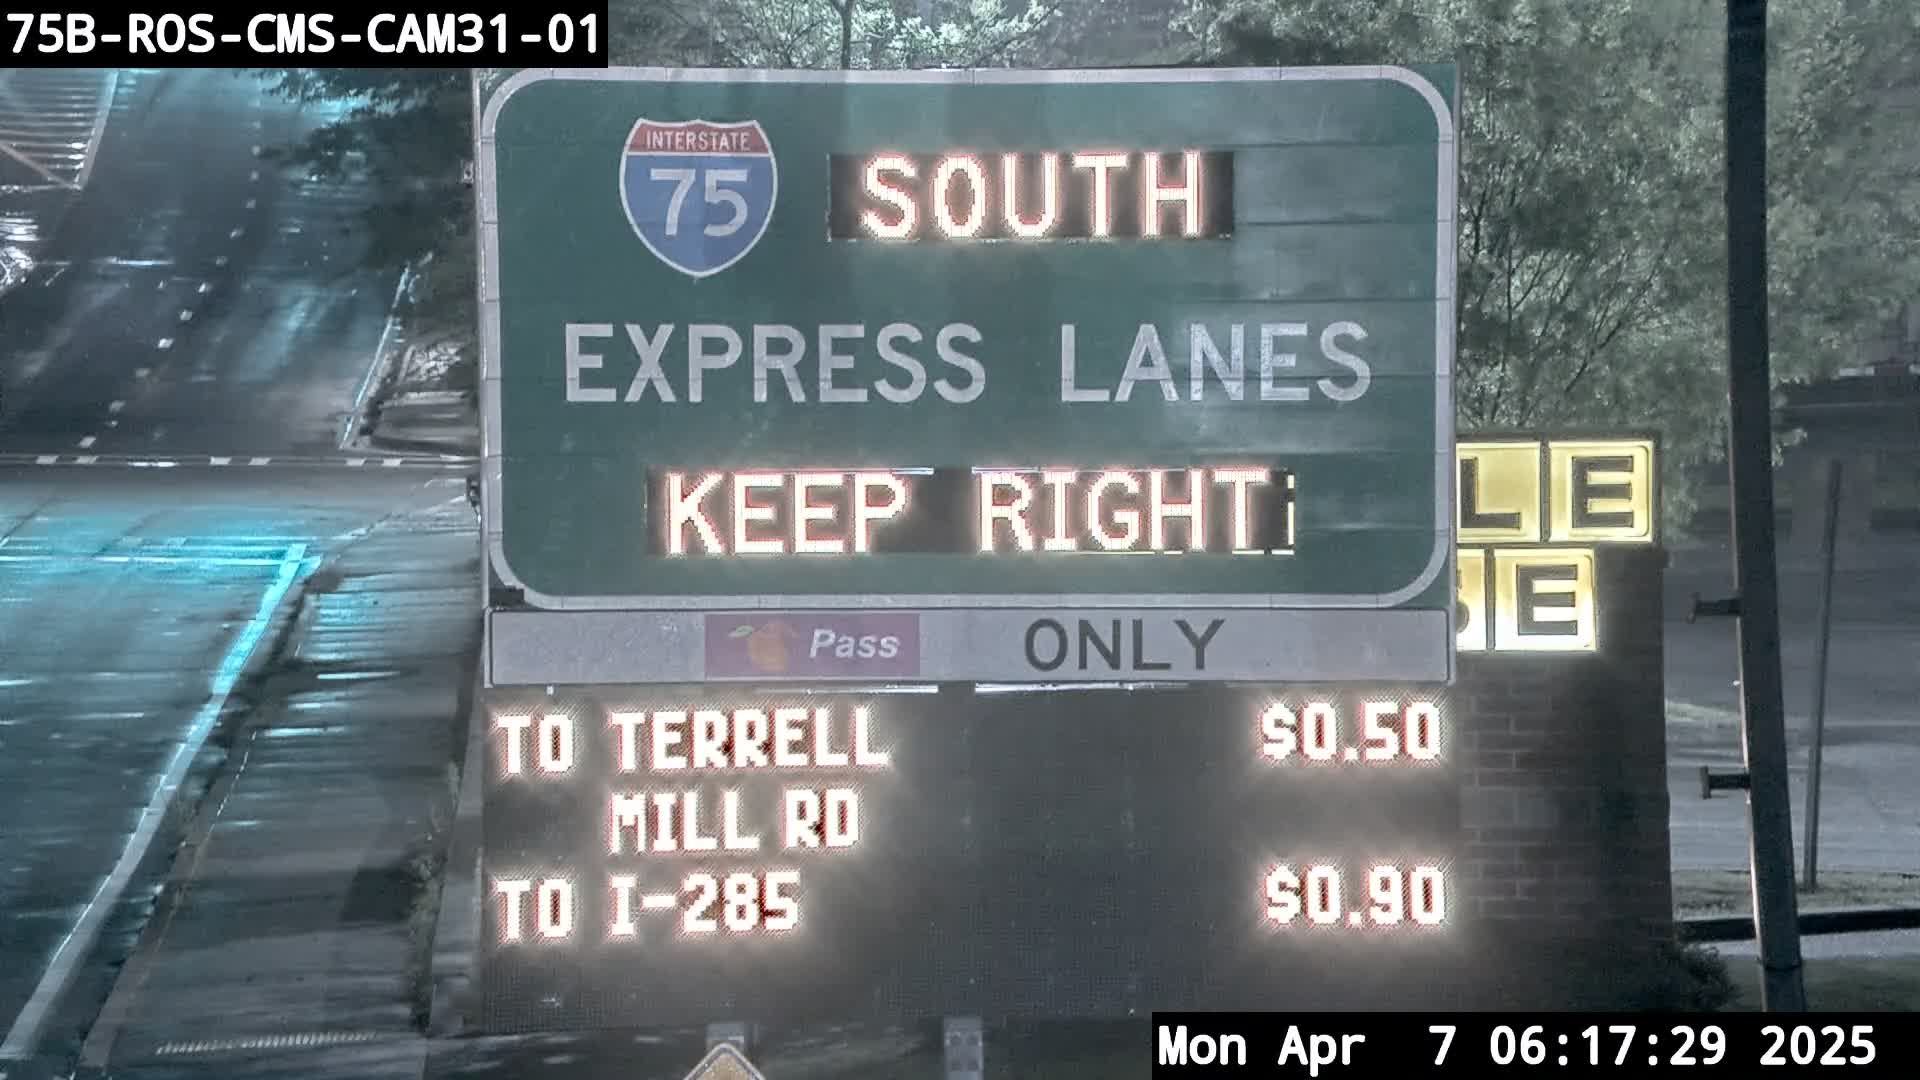 75B-ROS-CMS-CAM31-01
INTERSTATE
75 SOUTH
EXPRESS LANES
KEEP RIGHT
LE
E
Pass ONLY
TO TERRELL $0.50
MILL RD
TO I-285 $0.90
Mon Apr 7 06:17:29 2025